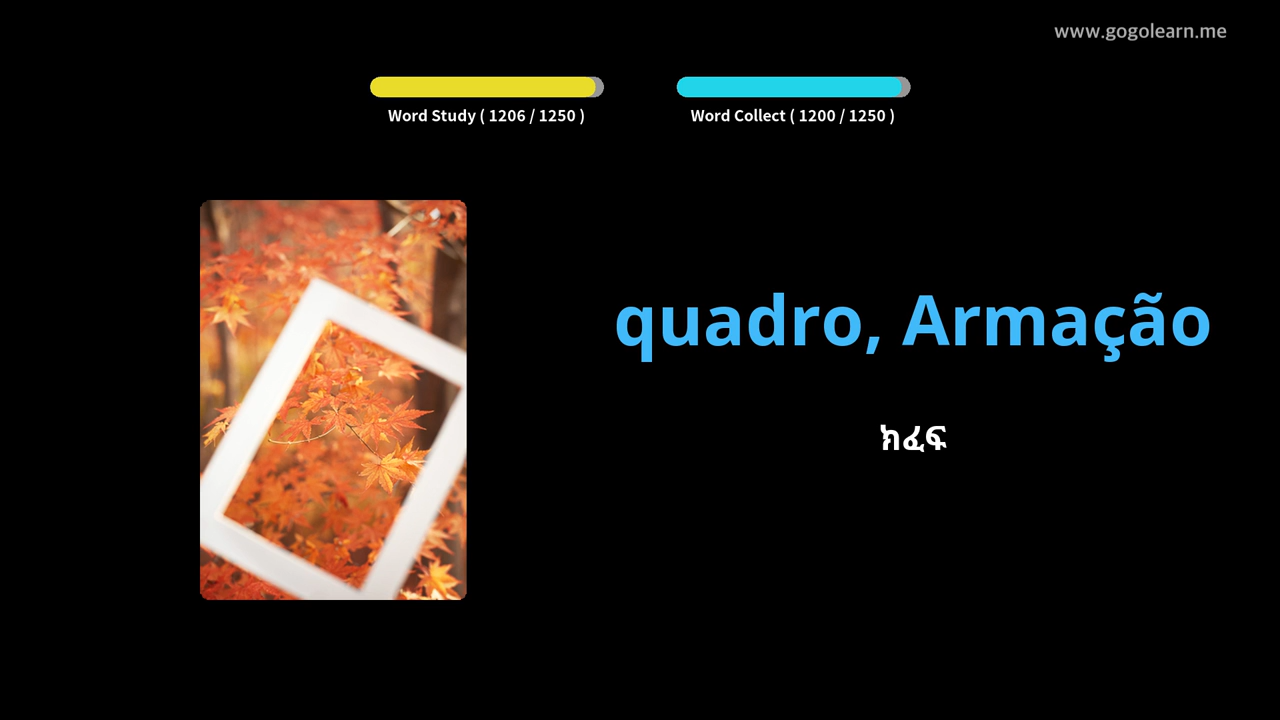 www.gogolearn.me
Word Study ( 1206 / 1250 )
Word Collect ( 1200 / 1250 )
quadro, Armação
ክፈፍ